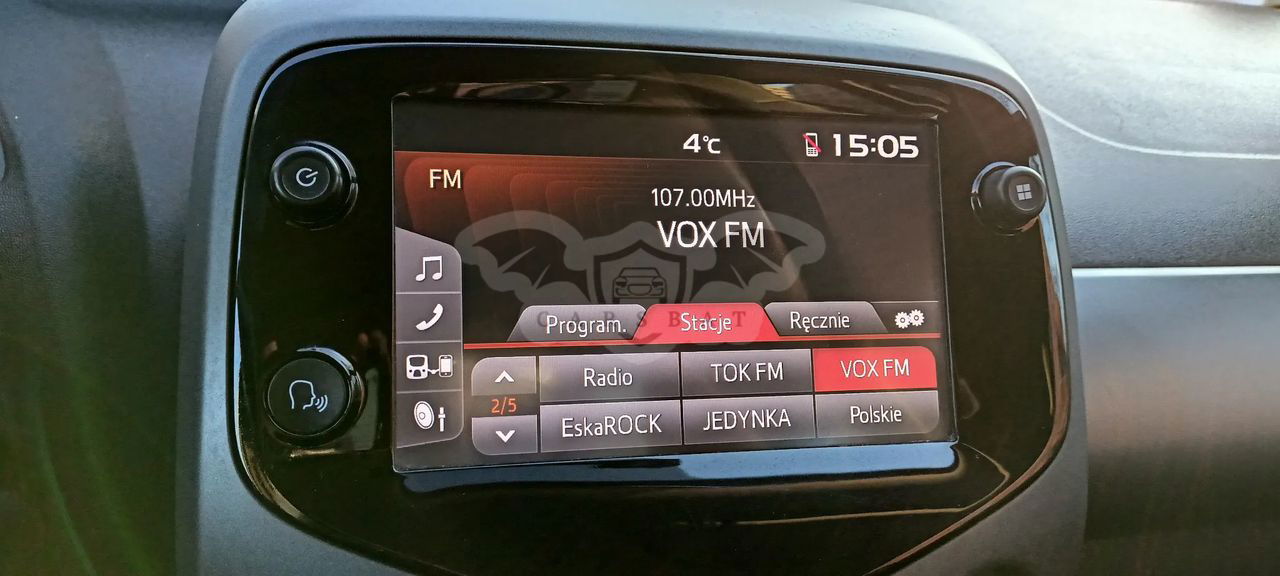 4°C 15:05
FM
107.00MHz
VOX FM
Program. Stacje Ręcznie
CARSBAT
Radio TOK FM VOX FM
2/5
EskaROCK JEDYNKA Polskie